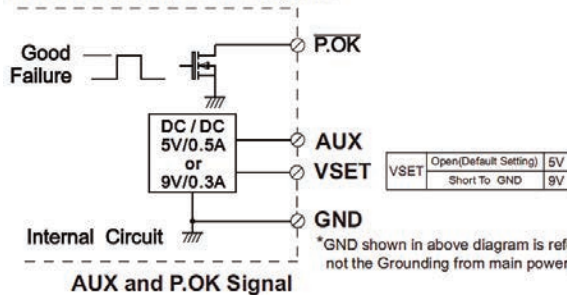 Good
Failure
P.OK
DC / DC
5V/0.5A
or
9V/0.3A
AUX
VSET
VSET
Open(Default Setting) 5V
Short To GND 9V
GND
Internal Circuit
*GND shown in above diagram is
not the Grounding from main power
AUX and P.OK Signal